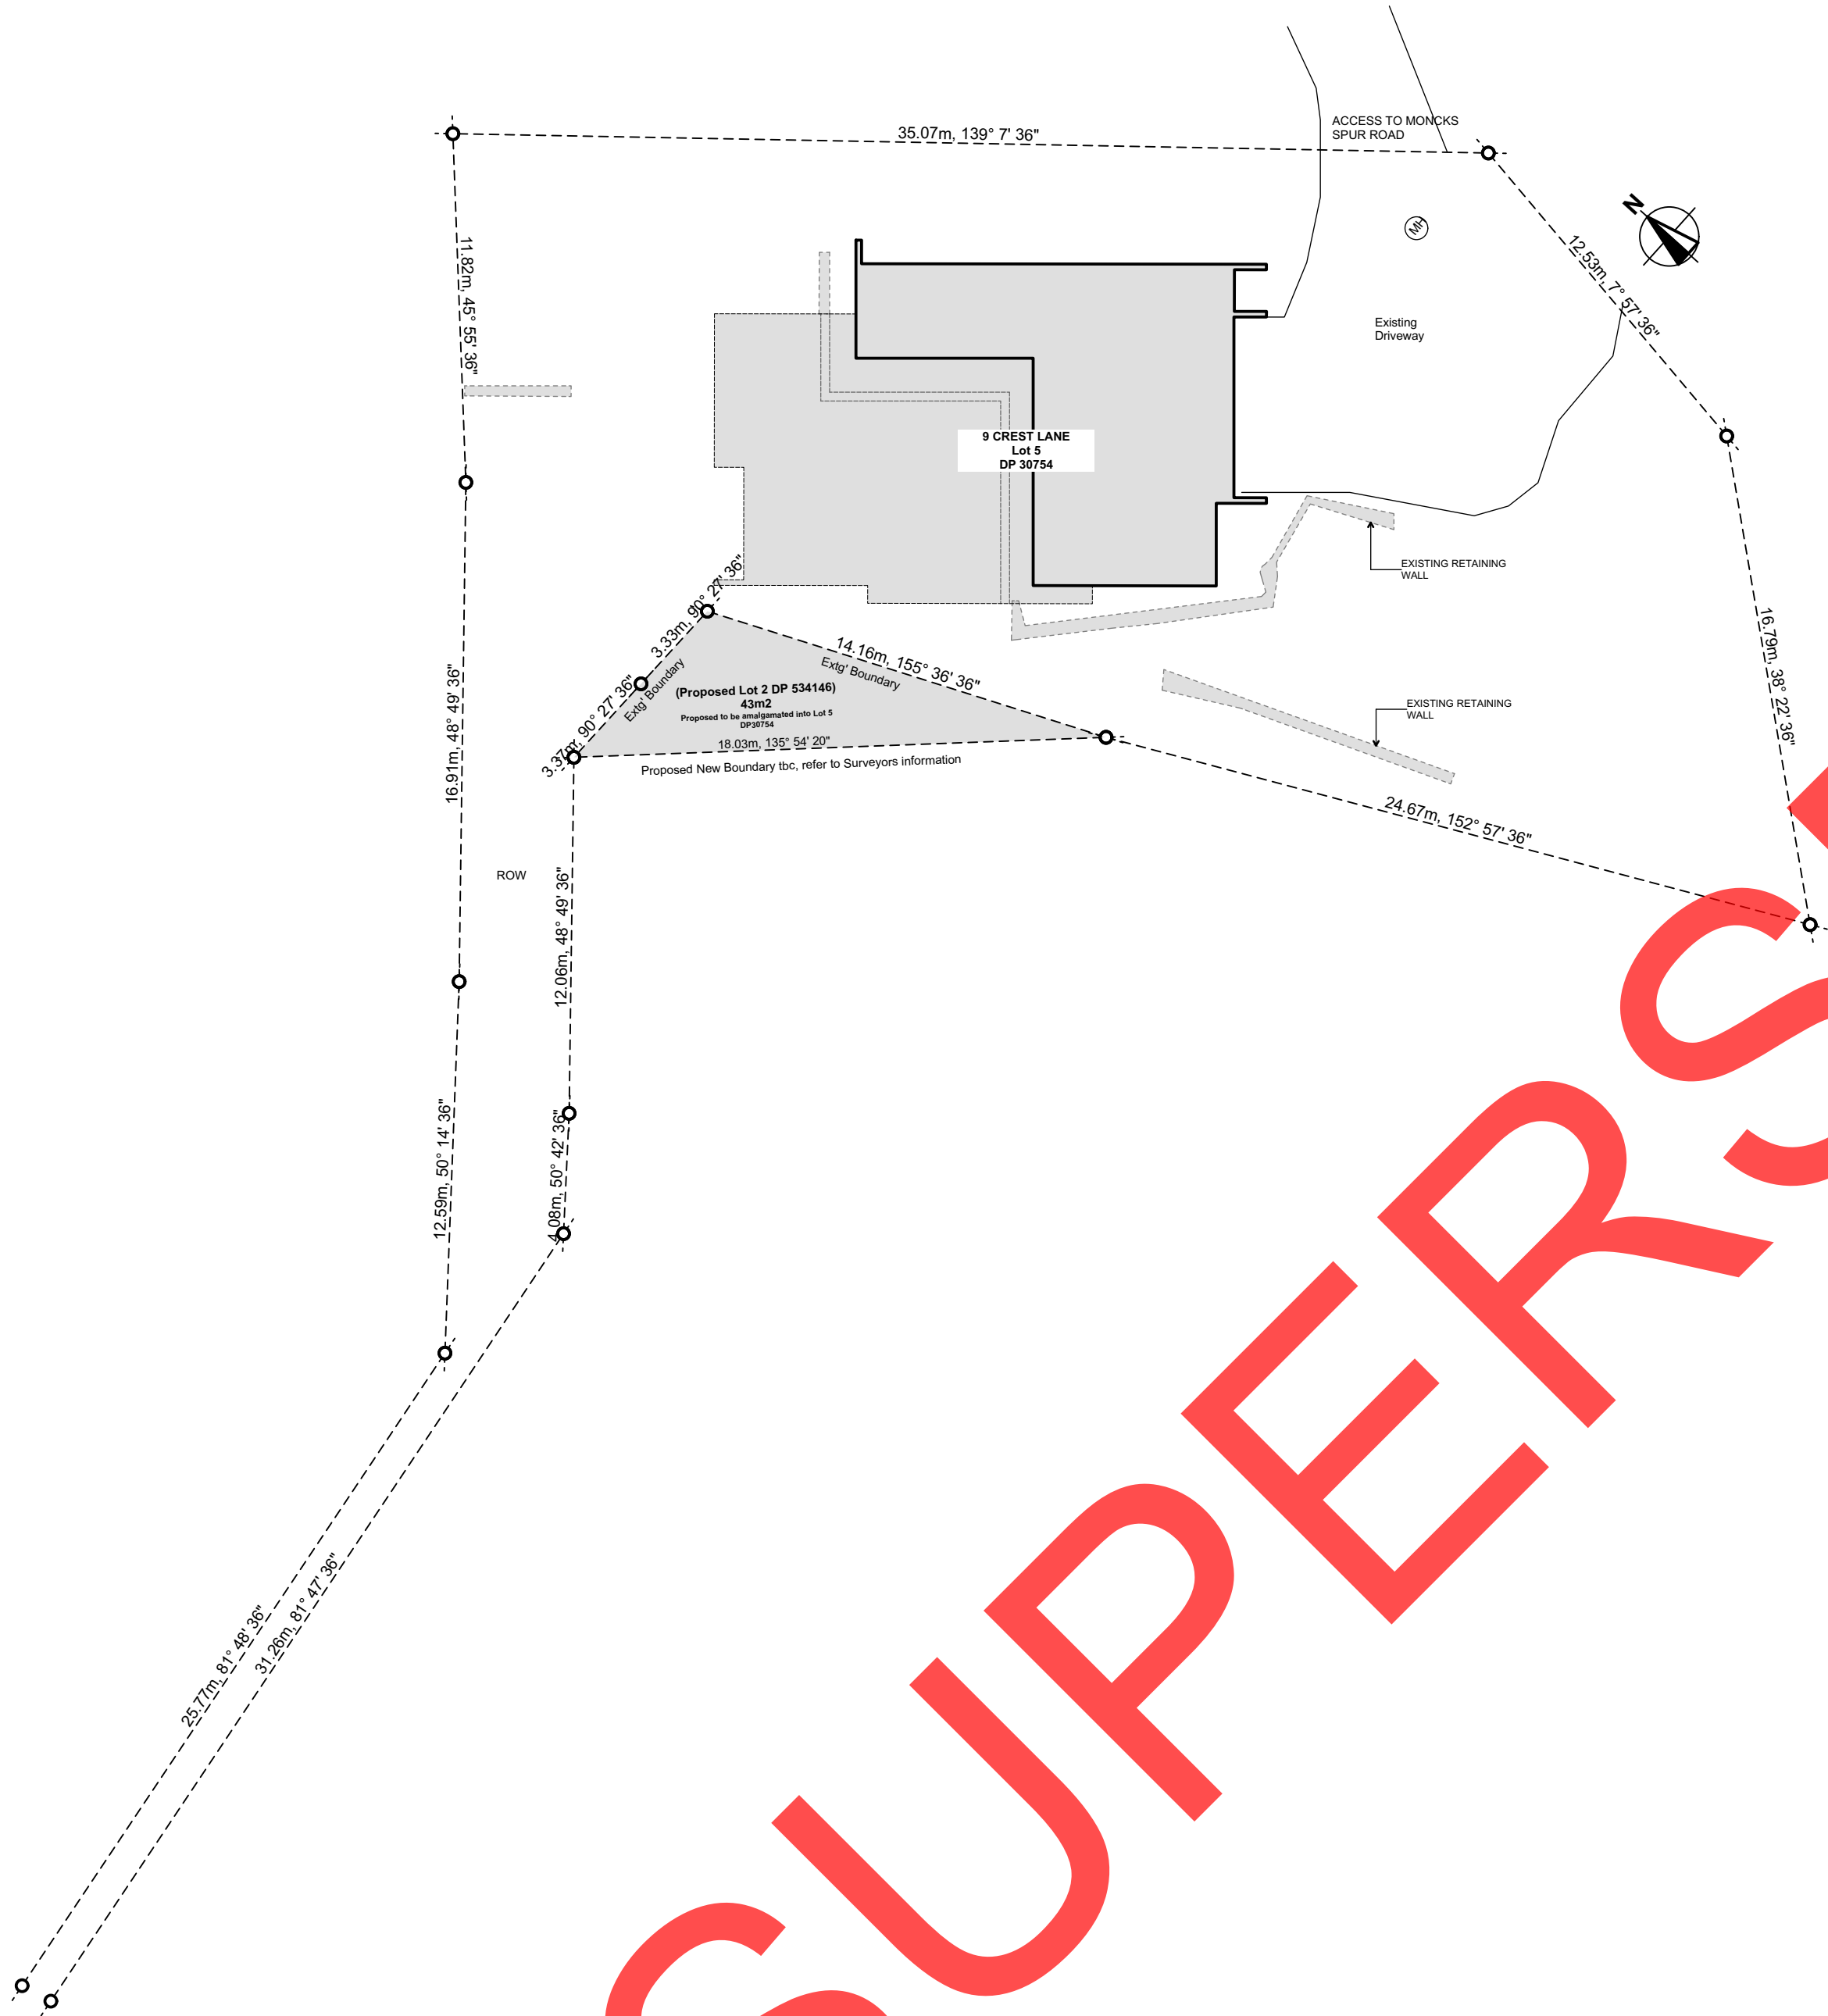 35.07m, 139° 7' 36"
ACCESS TO MONCKS
SPUR ROAD
N
MH
12.53m, 7° 57' 36"
11.82m, 45° 55' 36"
Existing
Driveway
9 CREST LANE
Lot 5
DP 30754
EXISTING RETAINING
WALL
3.33m, 90° 27' 36"
Extg' Boundary
14.16m, 155° 36' 36"
Extg' Boundary
16.79m, 38° 22' 36"
16.91m, 48° 49' 36"
3.37m, 90° 27' 36"
(Proposed Lot 2 DP 534146)
43m2
Proposed to be amalgamated into Lot 5
DP30754
18.03m, 135° 54' 20"
Proposed New Boundary tbc, refer to Surveyors information
EXISTING RETAINING
WALL
24.67m, 152° 57' 36"
ROW
12.06m, 48° 49' 36"
12.59m, 50° 14' 36"
4.08m, 50° 42' 36"
25.77m, 81° 48' 36"
31.26m, 81° 47' 36"
SUPERS